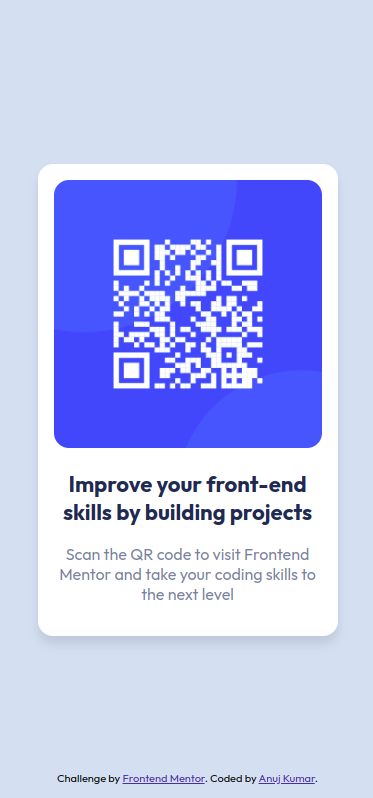 Improve your front-end
skills by building projects
Scan the QR code to visit Frontend
Mentor and take your coding skills to
the next level
Challenge by Frontend Mentor. Coded by Anuj Kumar.